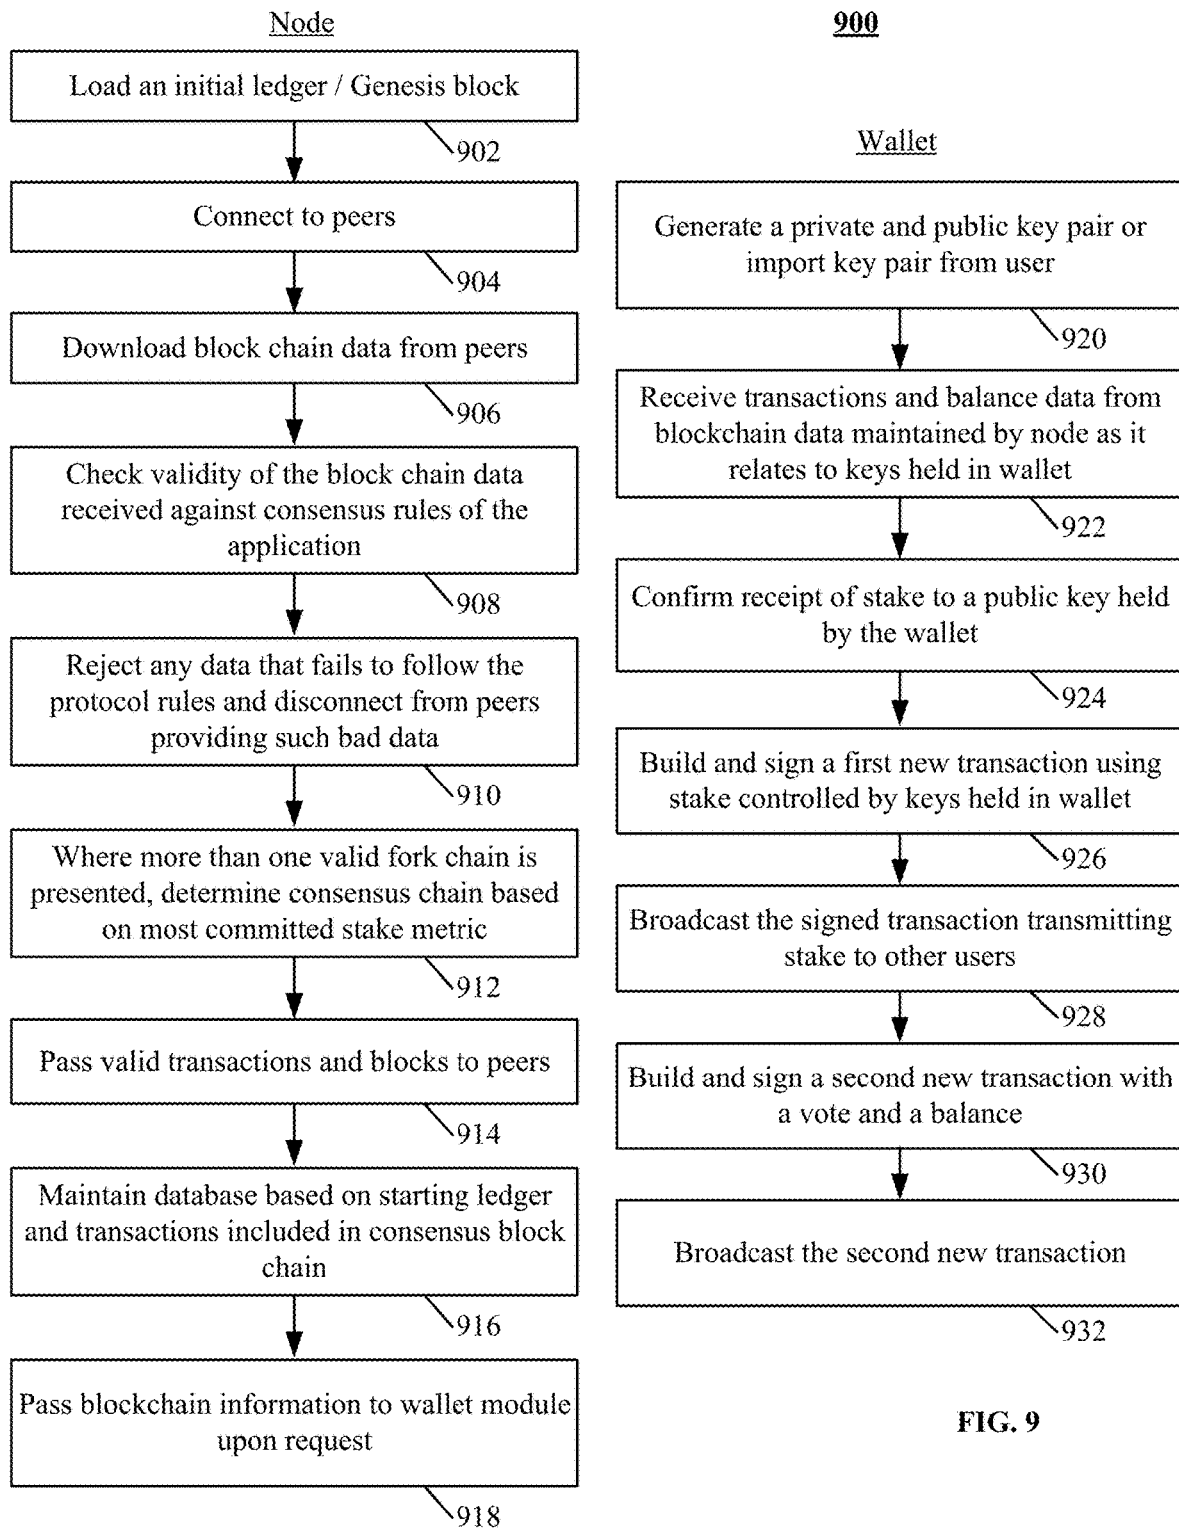 Node
Load an initial ledger / Genesis block
902
Connect to peers
904
Download block chain data from peers
906
Check validity of the block chain data
received against consensus rules of the
application
908
Reject any data that fails to follow the
protocol rules and disconnect from peers
providing such bad data
910
Where more than one valid fork chain is
presented, determine consensus chain based
on most committed stake metric
912
Pass valid transactions and blocks to peers
914
Maintain database based on starting ledger
and transactions included in consensus block
chain
916
Pass blockchain information to wallet module
upon request
918
900
Wallet
Generate a private and public key pair or
import key pair from user
920
Receive transactions and balance data from
blockchain data maintained by node as it
relates to keys held in wallet
922
Confirm receipt of stake to a public key held
by the wallet
924
Build and sign a first new transaction using
stake controlled by keys held in wallet
926
Broadcast the signed transaction transmitting
stake to other users
928
Build and sign a second new transaction with
a vote and a balance
930
Broadcast the second new transaction
932
FIG. 9